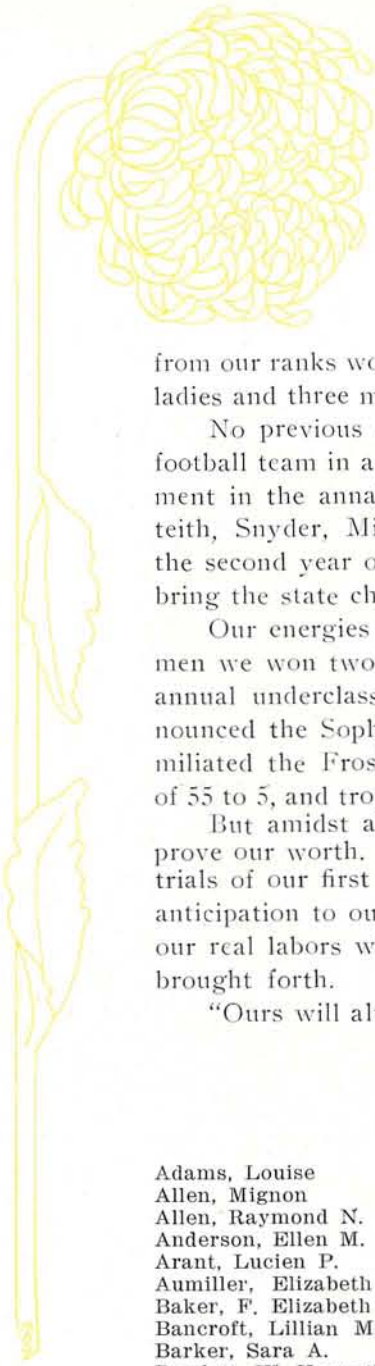 from our ranks wo
ladies and three m
No previous
football team in a
ment in the anna
teith, Snyder, Mi
the second year o
bring the state ch
Our energies
men we won two
annual underclass
nounced the Soph
miliated the Fros
of 55 to 5, and tro
But amidst a
prove our worth.
trials of our first
anticipation to ou
our real labors w
brought forth.
"Ours will al
Adams, Louise
Allen, Mignon
Allen, Raymond N.
Anderson, Ellen M.
Arant, Lucien P.
Aumiller, Elizabeth
Baker, F. Elizabeth
Bancroft, Lillian M
Barker, Sara A.